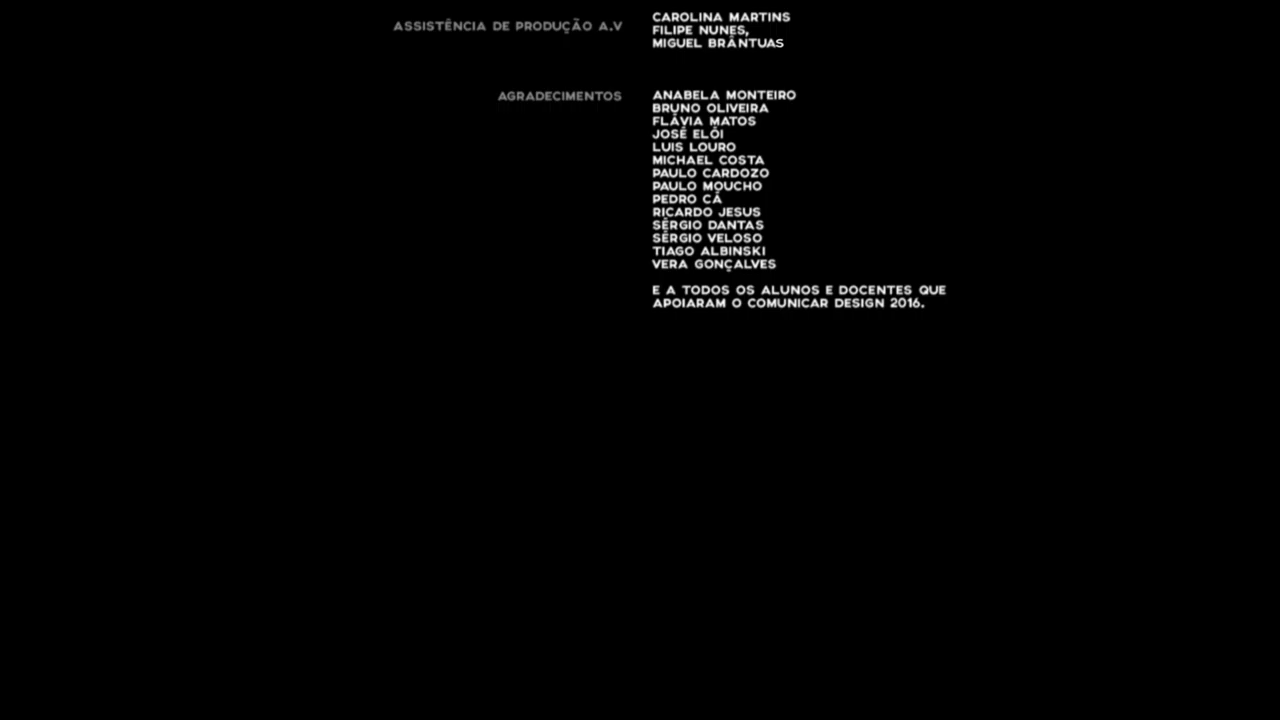 ASSISTÊNCIA DE PRODUÇÃO A.V
CAROLINA MARTINS
FILIPE NUNES,
MIGUEL BRÂNTUAS
AGRADECIMENTOS
ANABELA MONTEIRO
BRUNO OLIVEIRA
FLÁVIA MATOS
JOSÉ ELÓI
LUIS LOURO
MICHAEL COSTA
PAULO CARDOZO
PAULO MOUCHO
PEDRO CÁ
RICARDO JESUS
SÉRGIO DANTAS
SÉRGIO VELOSO
TIAGO ALBINSKI
VERA GONÇALVES
E A TODOS OS ALUNOS E DOCENTES QUE
APOIARAM O COMUNICAR DESIGN 2016.